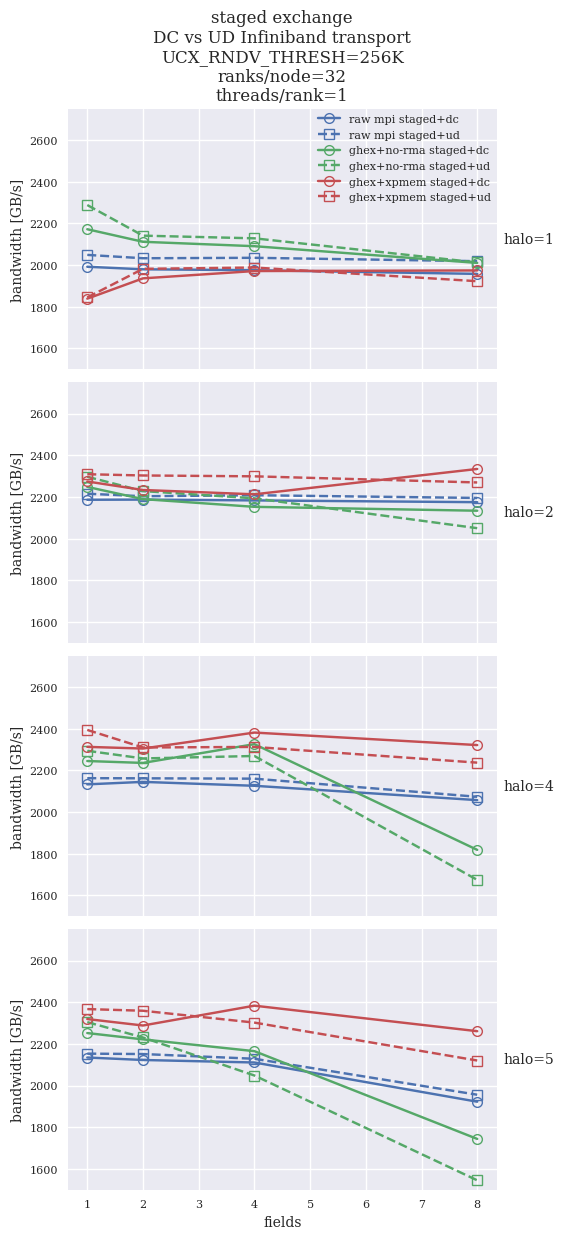 staged exchange
DC vs UD Infiniband transport
UCX_RNDV_THRESH=256K
ranks/node=32
threads/rank=1
raw mpi staged+dc
raw mpi staged+ud
ghex+no-rma staged+dc
ghex+no-rma staged+ud
ghex+xpmem staged+dc
ghex+xpmem staged+ud
2600
2400
2200
2000
1800
1600
bandwidth [GB/s]
halo=1
2600
2400
2200
2000
1800
1600
bandwidth [GB/s]
halo=2
2600
2400
2200
2000
1800
1600
bandwidth [GB/s]
halo=4
2600
2400
2200
2000
1800
1600
bandwidth [GB/s]
halo=5
1 2 3 4 5 6 7 8
fields